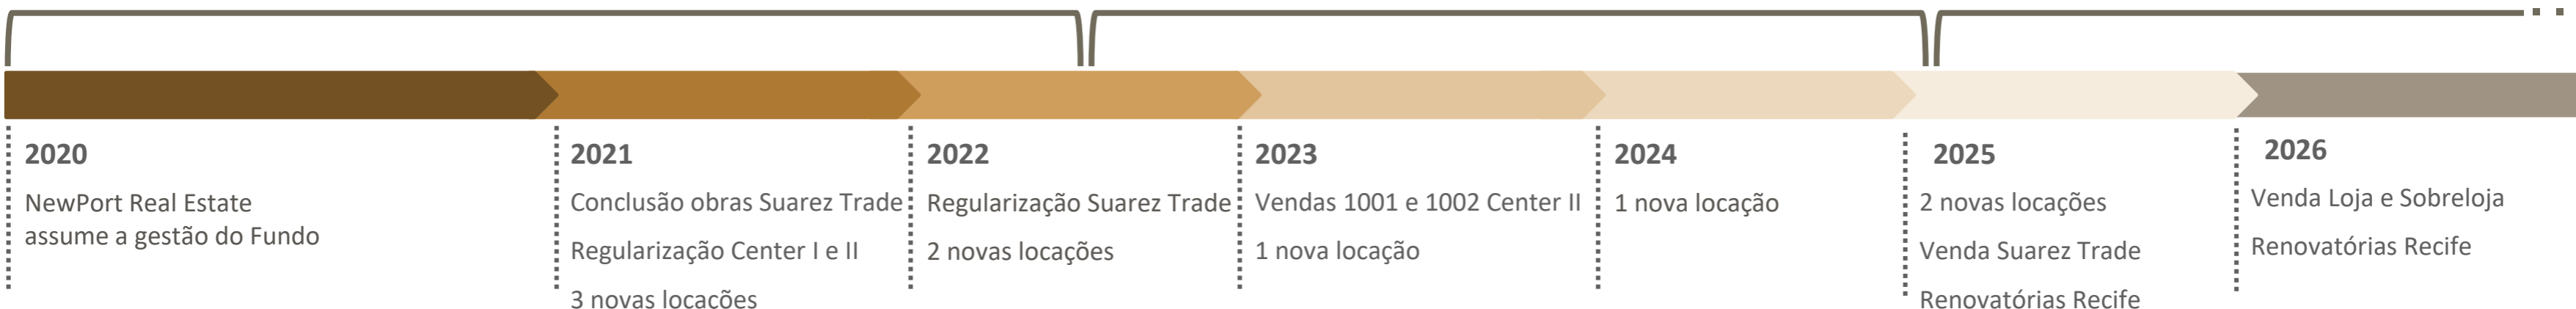 2020
NewPort Real Estate
assume a gestão do Fundo
2021
Conclusão obras Suarez Trade
Regularização Center I e II
3 novas locações
2022
Regularização Suarez Trade
2 novas locações
2023
Vendas 1001 e 1002 Center II
1 nova locação
2024
1 nova locação
2025
2 novas locações
Venda Suarez Trade
Renovatórias Recife
2026
Venda Loja e Sobreloja
Renovatórias Recife